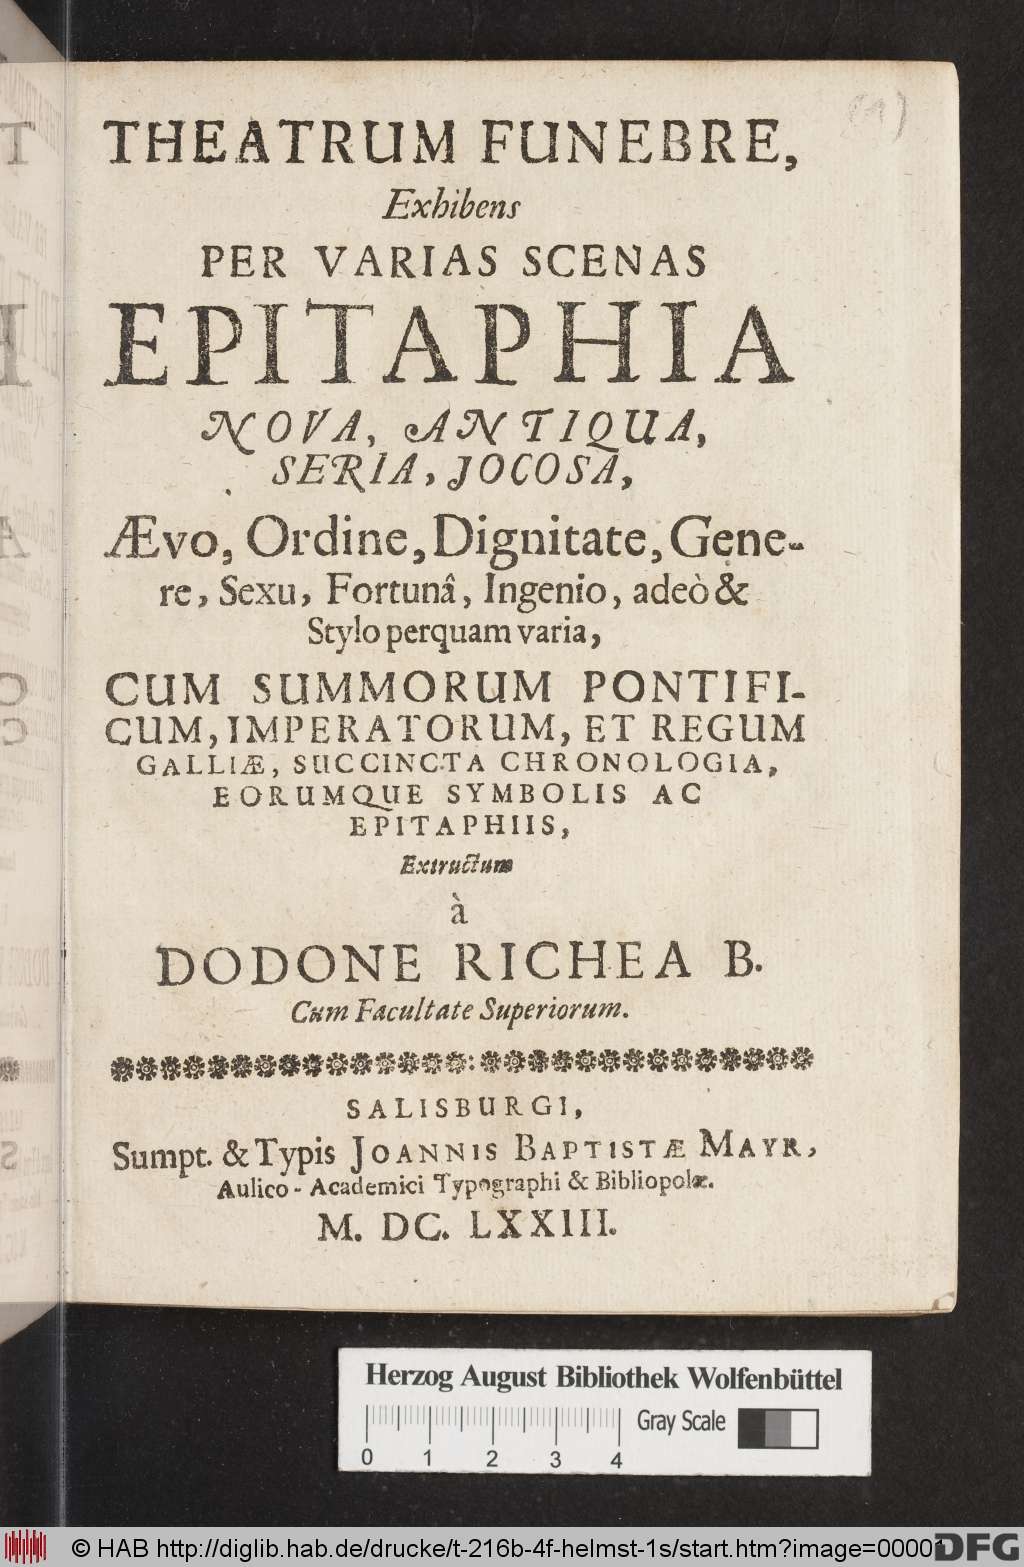 (1)
THEATRUM FUNEBRE,
Exhibens
PER VARIAS SCENAS
EPITAPHIA
NOVA, ANTIQUA,
SERIA, JOCOSA,
Ævo, Ordine, Dignitate, Gene-
re, Sexu, Fortunâ, Ingenio, adeò &
Stylo perquam varia,
CUM SUMMORUM PONTIFI-
CUM, IMPERATORUM, ET REGUM
GALLIÆ, SUCCINCTA CHRONOLOGIA,
EORUMQUE SYMBOLIS AC
EPITAPHIIS,
Extructum
à
DODONE RICHEA B.
Cum Facultate Superiorum.
SALISBURGI,
Sumpt. & Typis JOANNIS BAPTISTÆ MAYR,
Aulico-Academici Typographi & Bibliopolæ.
M. DC. LXXIII.
Herzog August Bibliothek Wolfenbüttel
Gray Scale
0 1 2 3 4
© HAB http://diglib.hab.de/drucke/t-216b-4f-helmst-1s/start.htm?image=00001
DFG